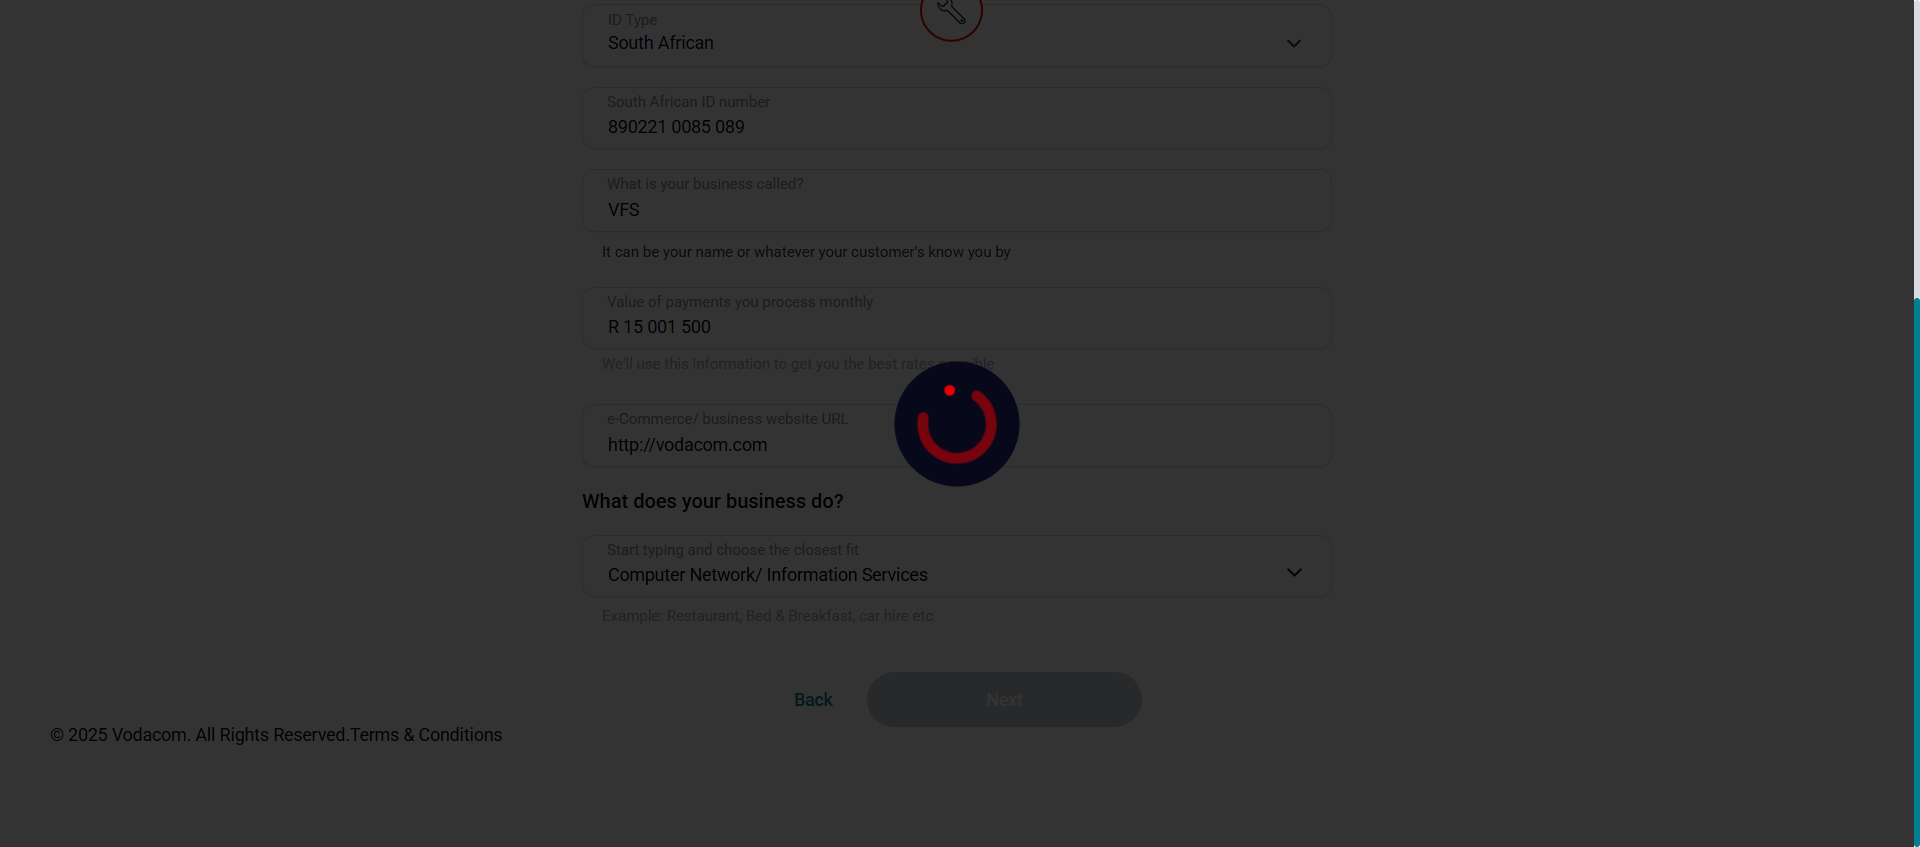 ID Type
South African
South African ID number
890221 0085 089
What is your business called?
VFS
It can be your name or whatever your customer's know you by
Value of payments you process monthly
R 15 001 500
We'll use this information to get you the best rates possible
e-Commerce/ business website URL
http://vodacom.com
What does your business do?
Start typing and choose the closest fit
Computer Network/ Information Services
Example: Restaurant, Bed & Breakfast, car hire etc
Back
Next
© 2025 Vodacom. All Rights Reserved.Terms & Conditions